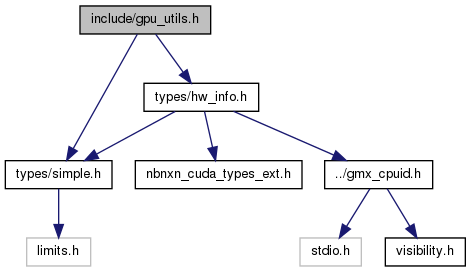 include/gpu_utils.h
types/hw_info.h
types/simple.h
nbnxn_cuda_types_ext.h
../gmx_cpuid.h
limits.h
stdio.h
visibility.h